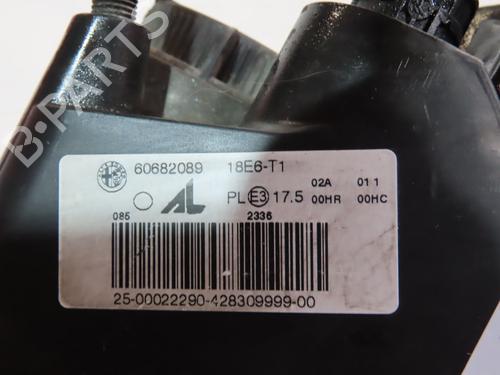 B-PARTS
60682089 18E6-T1
AL PL E3 17.5 02A 01 1
00HR 00HC
085 2336
25-00022290-428309999-00